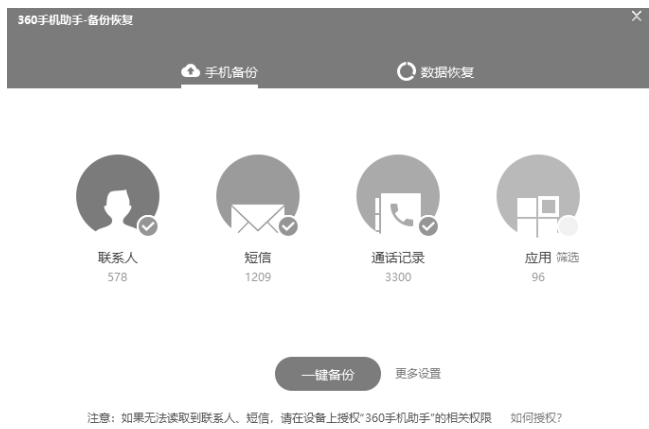 360手机助手-备份恢复
手机备份 数据恢复
联系人 短信 通话记录 应用 筛选
578 1209 3300 96
一键备份 更多设置
注意：如果无法读取到联系人、短信，请在设备上授权"360手机助手"的相关权限 如何授权?